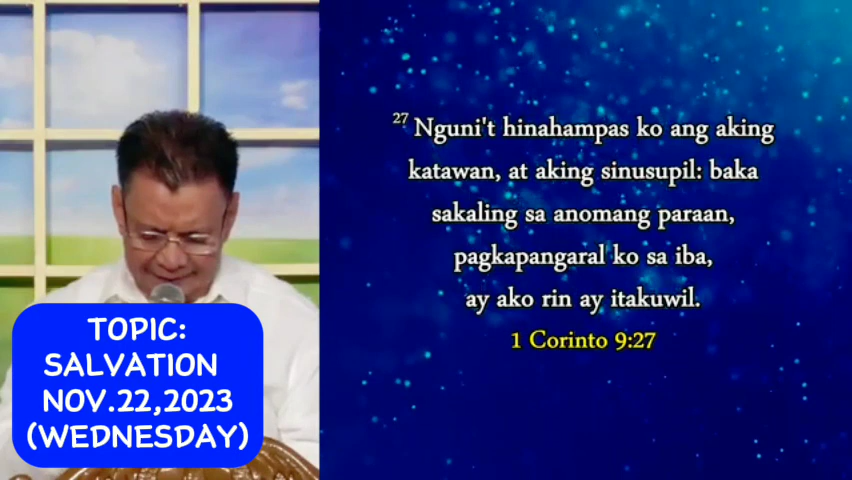 TOPIC:
SALVATION
NOV.22,2023
(WEDNESDAY)
27 Nguni't hinahampas ko ang aking
katawan, at aking sinusupil: baka
sakaling sa anomang paraan,
pagkapangaral ko sa iba,
ay ako rin ay itakuwil.
1 Corinto 9:27